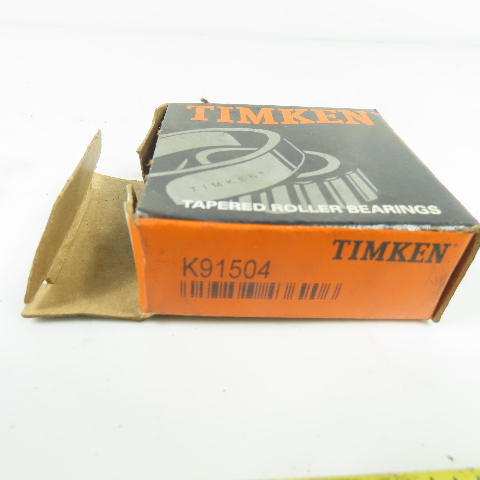 TIMKEN
TIMKEN
TAPERED ROLLER BEARINGS
TIMKEN
K91504